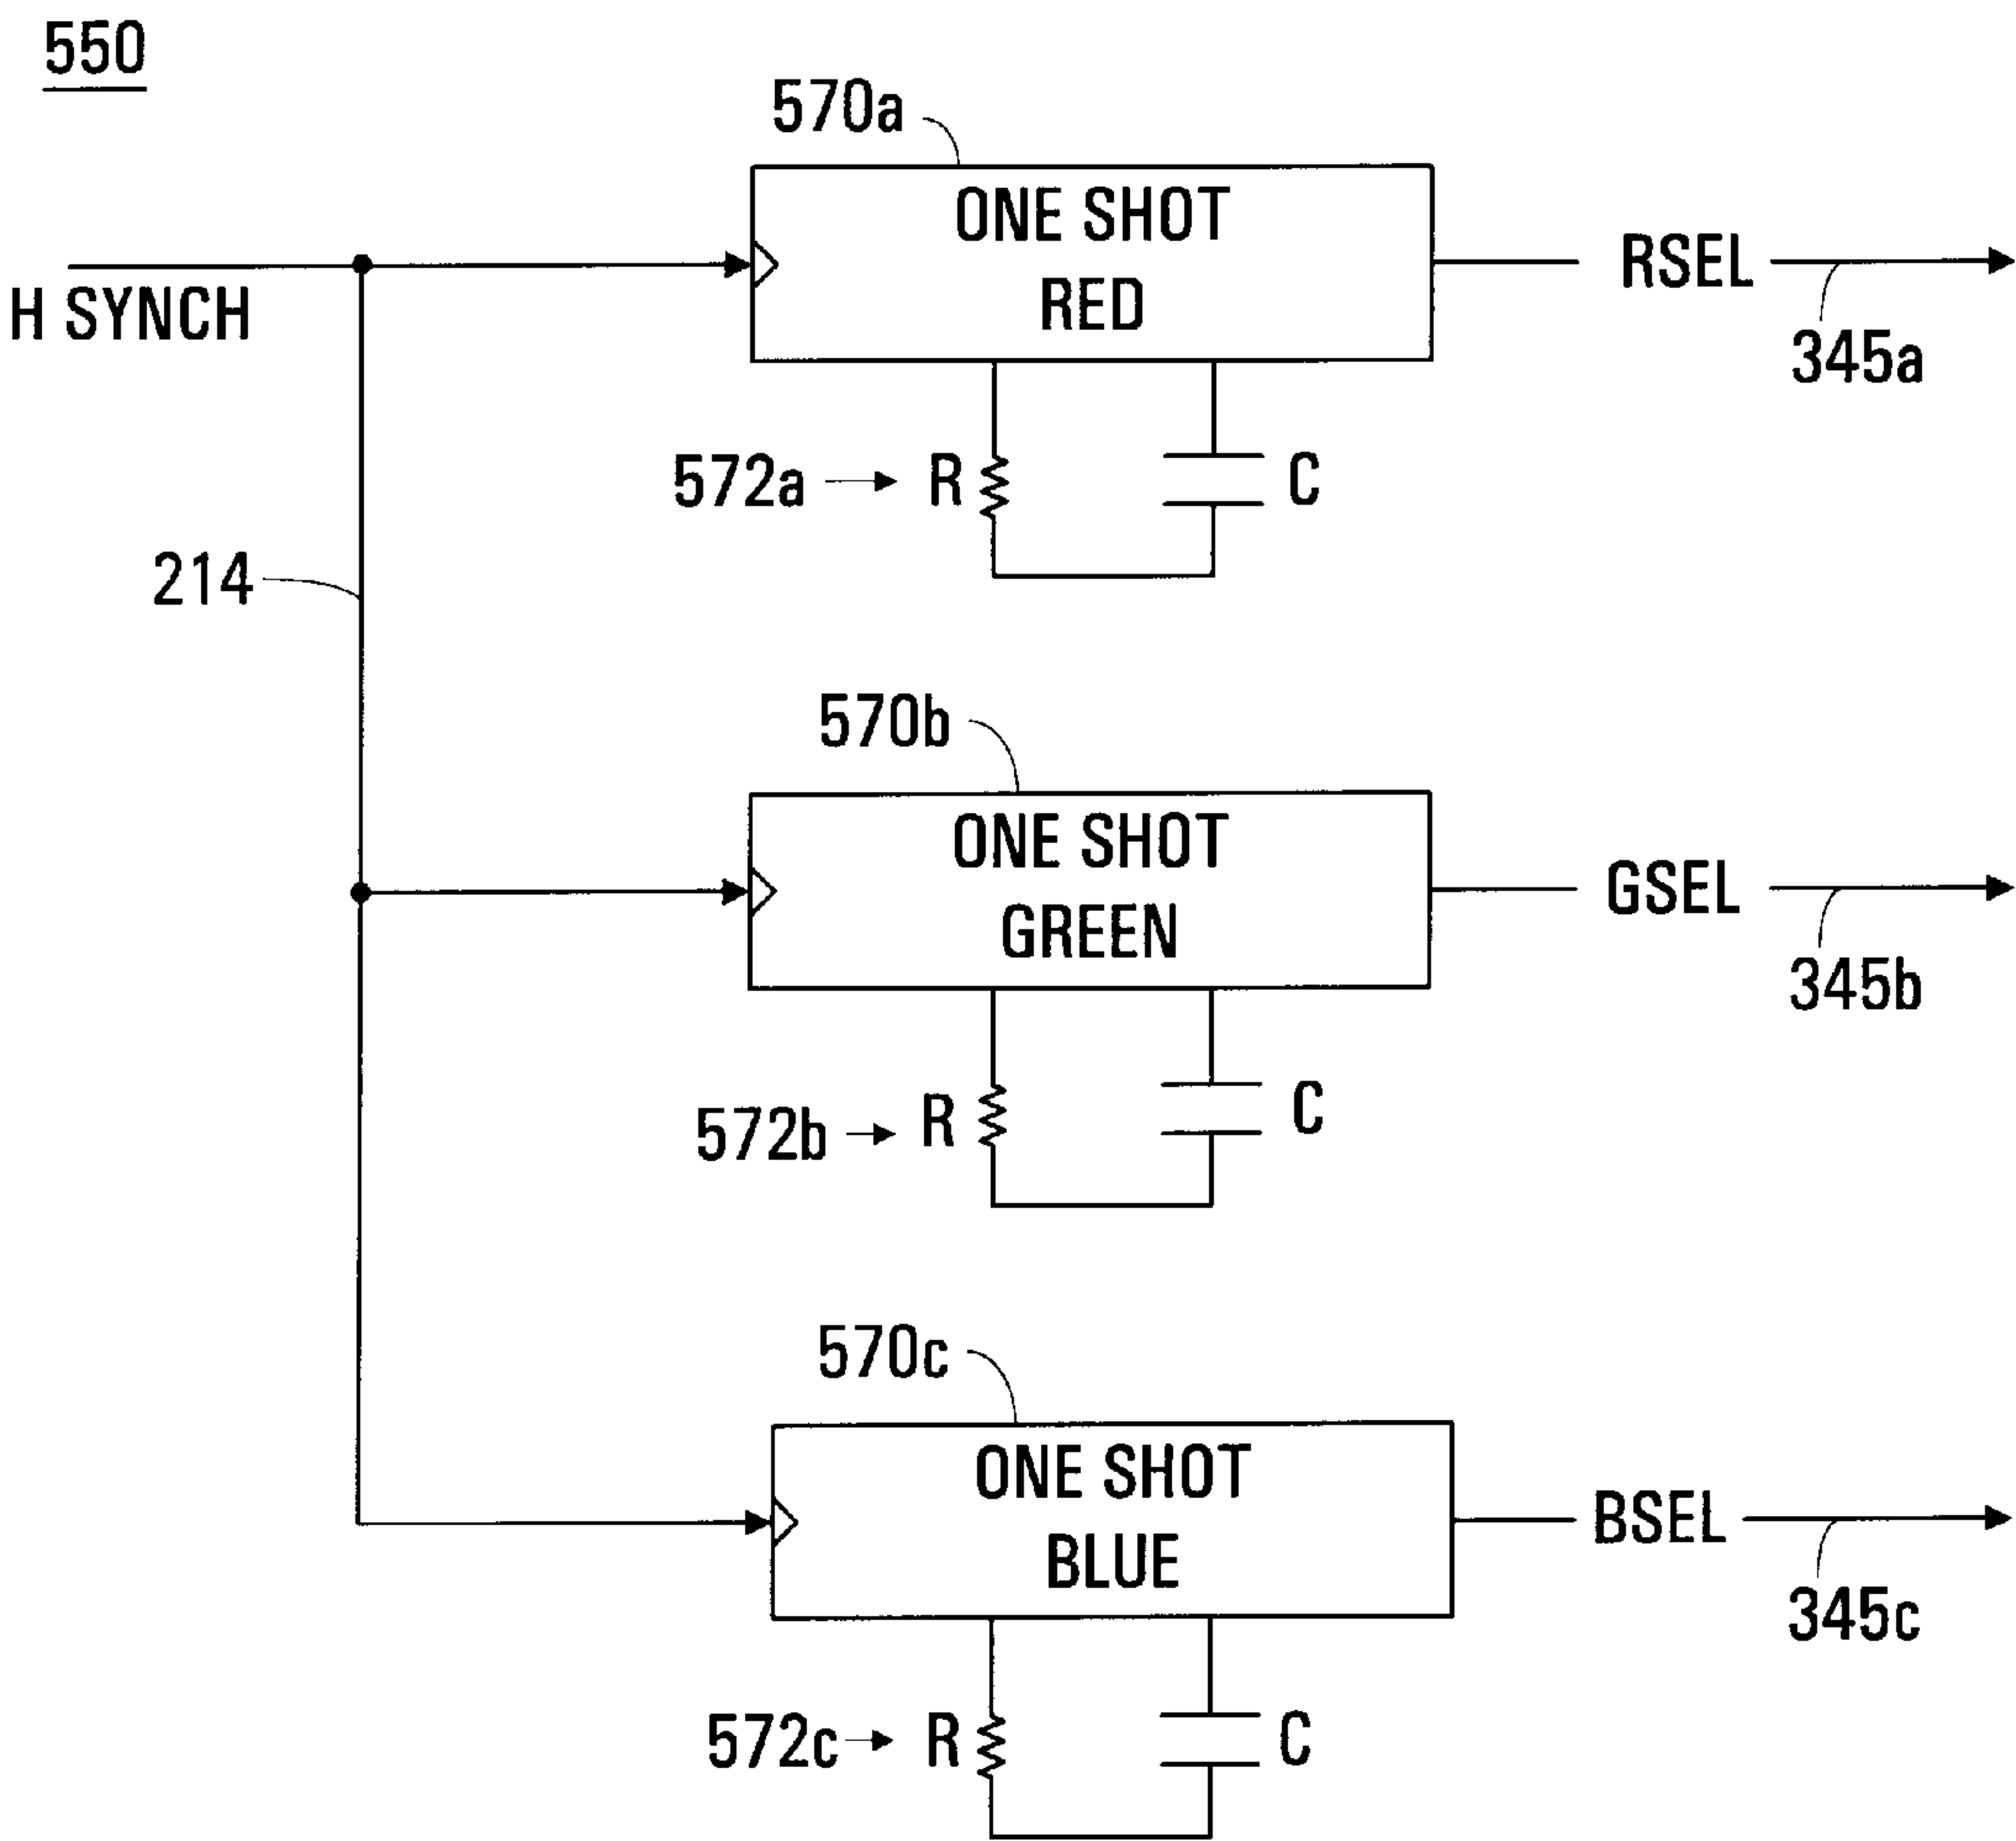 550
570a
ONE SHOT
RED
H SYNCH
RSEL
345a
572a
R
C
214
570b
ONE SHOT
GREEN
GSEL
345b
572b
R
C
570c
ONE SHOT
BLUE
BSEL
345c
572c
R
C